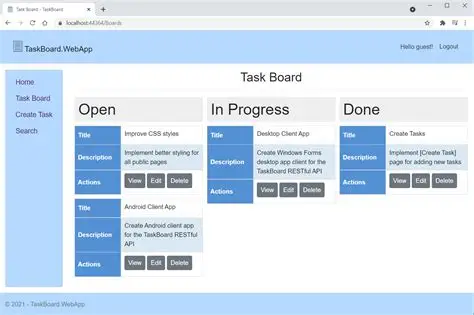 Task Board - TaskBoard
localhost:44364/Boards
TaskBoard.WebApp
Hello guest!
Logout
Home
Task Board
Create Task
Search
Task Board
Open
Title
Improve CSS styles
Description
Implement better styling for
all public pages
Actions
View
Edit
Delete
Title
Android Client App
Description
Create Android client app
for the TaskBoard RESTful
API
Actions
View
Edit
Delete
In Progress
Title
Desktop Client App
Description
Create Windows Forms
desktop app client for the
TaskBoard RESTful API
Actions
View
Edit
Delete
Done
Title
Create Tasks
Description
Implement [Create Task]
page for adding new tasks
Actions
View
Edit
Delete
© 2021 - TaskBoard.WebApp